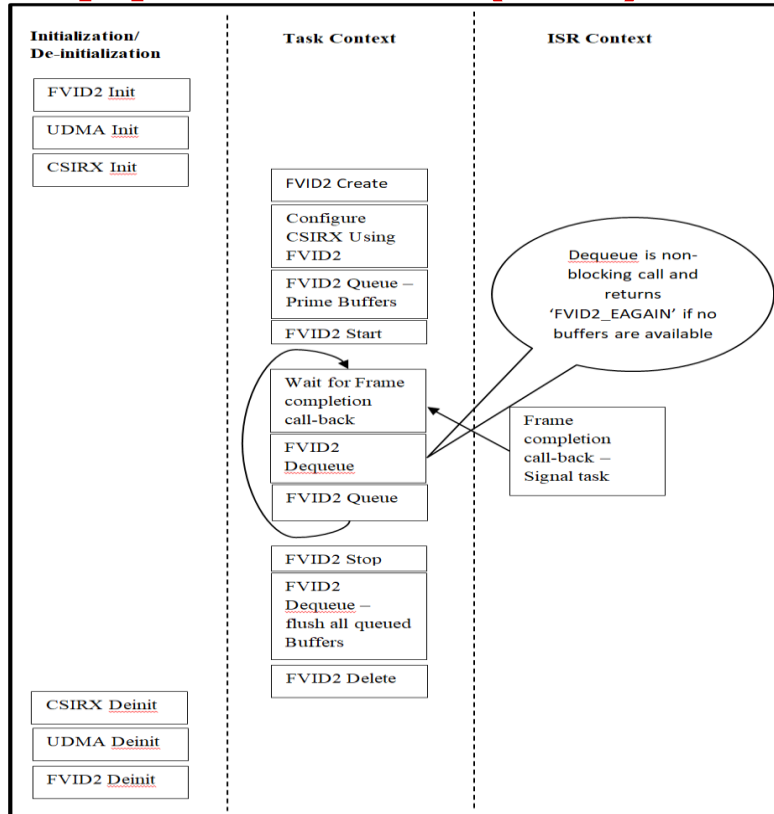 Initialization/
De-initialization
Task Context
ISR Context
FVID2 Init
UDMA Init
CSIRX Init
FVID2 Create
Configure
CSIRX Using
FVID2
FVID2 Queue –
Prime Buffers
FVID2 Start
Dequeue is non-
blocking call and
returns
‘FVID2_EAGAIN’ if no
buffers are available
Wait for Frame
completion
call-back
FVID2
Dequeue
FVID2 Queue
Frame
completion
call-back –
Signal task
FVID2 Stop
FVID2
Dequeue –
flush all queued
Buffers
FVID2 Delete
CSIRX Deinit
UDMA Deinit
FVID2 Deinit